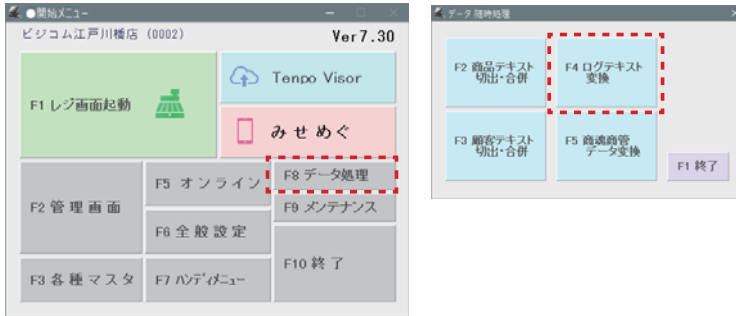 ●開始メニュー
ビジコム江戸川橋店 (0002)
Ver7.30
F1 レジ画面起動
Tenpo Visor
みせめぐ
F2 管理画面
F5 オンライン
F8 データ処理
F9 メンテナンス
F6 全般設定
F10 終了
F3 各種マスタ
F7 ハンディメニュー
データ随時処理
F2 商品テキスト
切出・合併
F4 ログテキスト
変換
F3 顧客テキスト
切出・合併
F5 商魂商管
データ変換
F1 終了